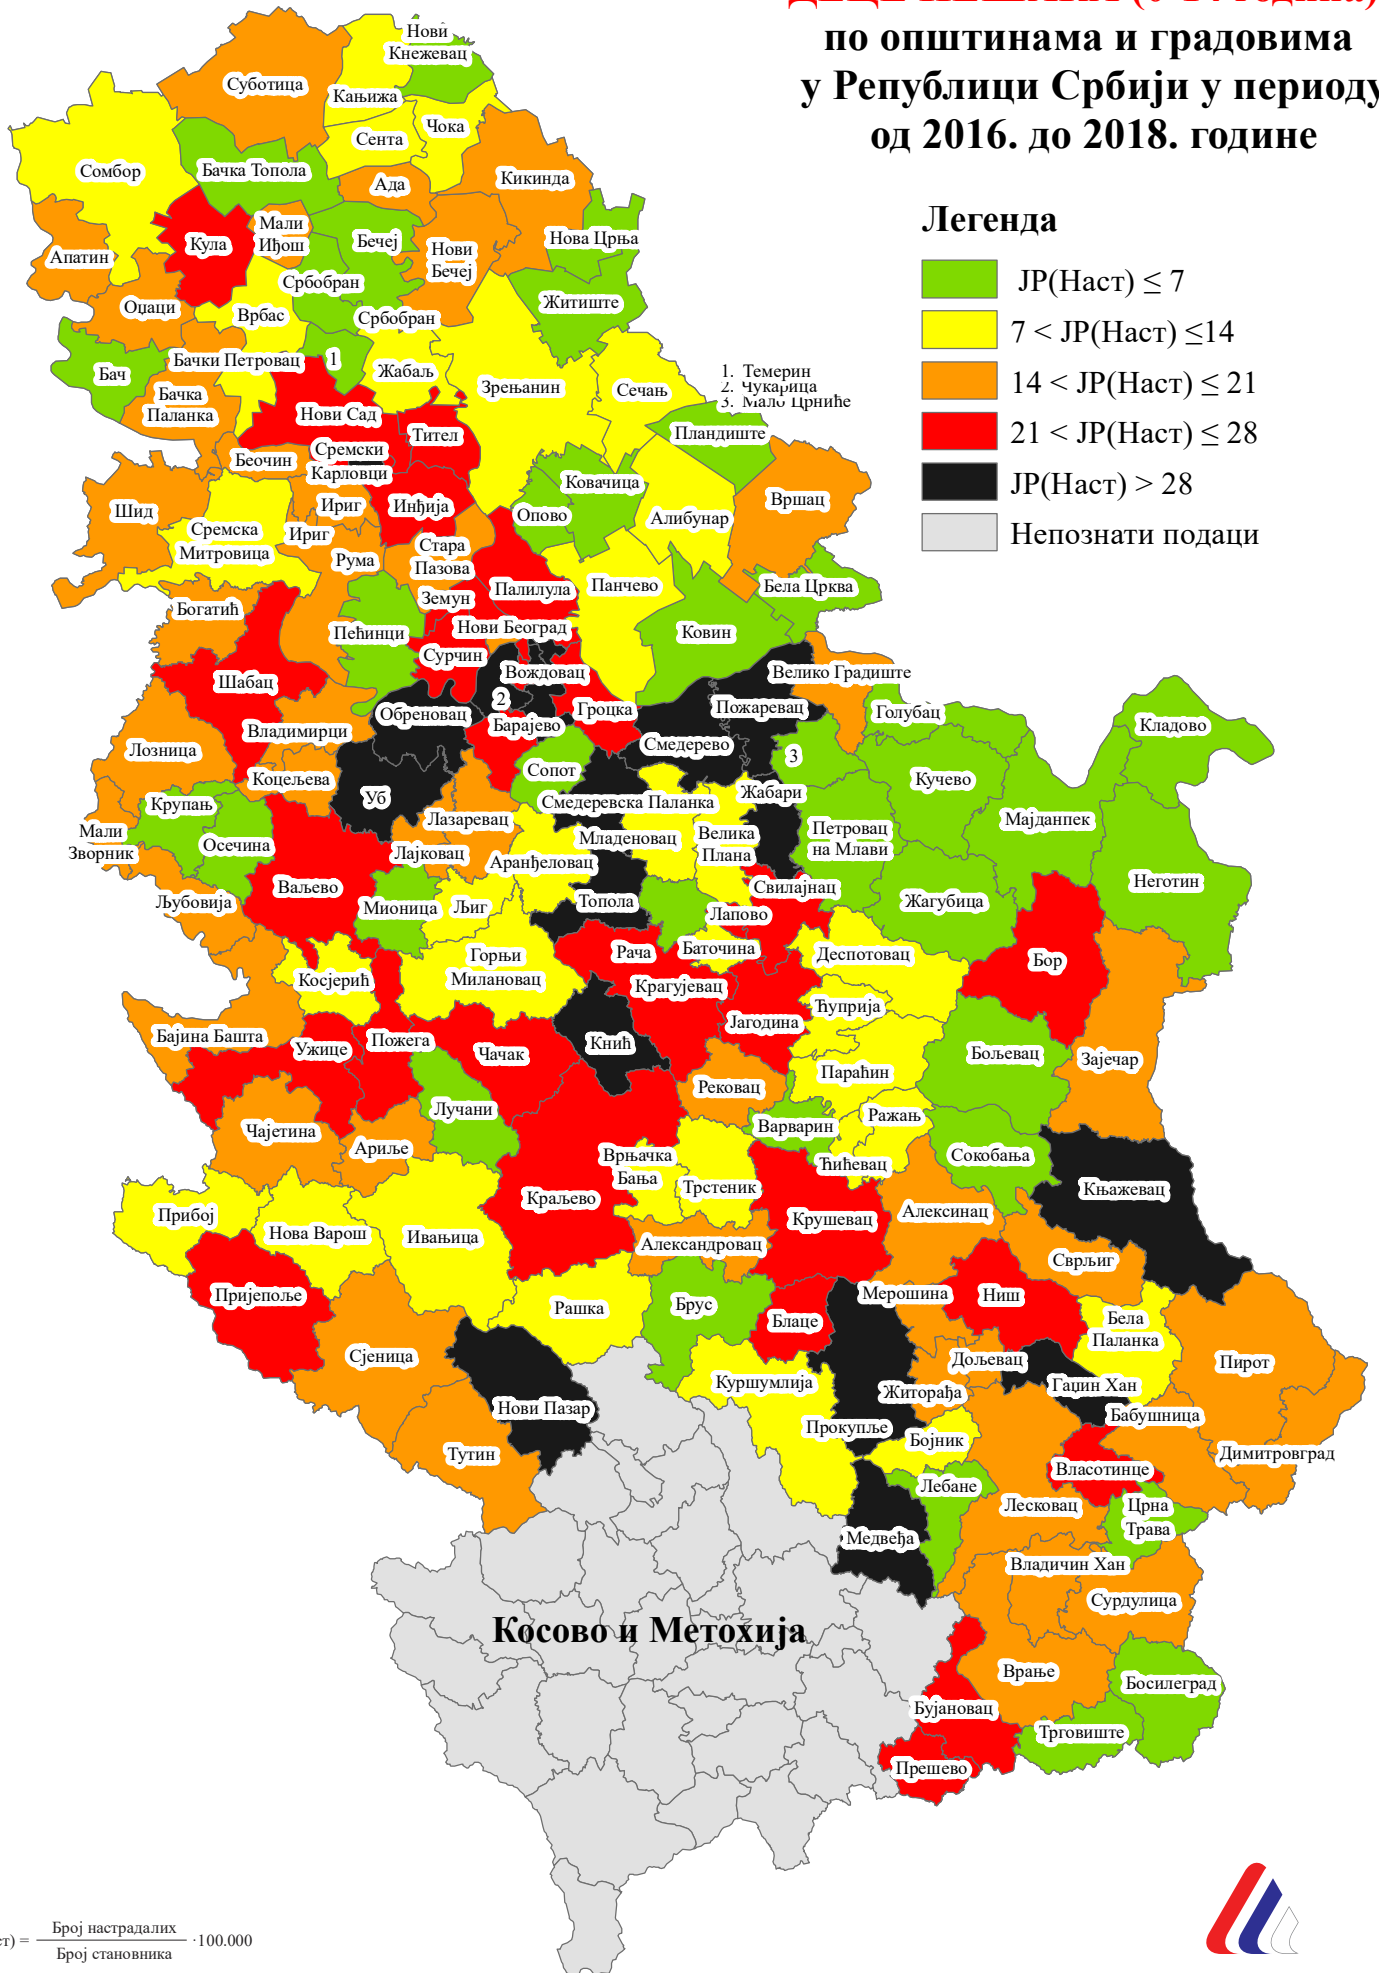 по општинама и градовима
у Републици Србији у периоду
од 2016. до 2018. године
Легенда
ЈР(Наст) ≤ 7
7 < ЈР(Наст) ≤14
14 < ЈР(Наст) ≤ 21
21 < ЈР(Наст) ≤ 28
ЈР(Наст) > 28
Непознати подаци
1. Темерин
2. Чукарица
3. Мало Црниће
Нови
Кнежевац
Суботица
Кањижа
Чока
Сента
Сомбор
Бачка Топола
Ада
Кикинда
Мали
Иђош
Кула
Бечеј
Нови
Бечеј
Нова Црња
Апатин
Србобран
Житиште
Оџаци
Врбас
Србобран
Бач
Бачки Петровац
1
Жабаљ
Зрењанин
Сечањ
Бачка
Паланка
Нови Сад
Тител
Пландиште
Беочин
Сремски
Карловци
Ковачица
Вршац
Шид
Ириг
Инђија
Опово
Алибунар
Сремска
Митровица
Ириг
Рума
Стара
Пазова
Панчево
Бела Црква
Богатић
Земун
Палилула
Пећинци
Нови Београд
Ковин
Сурчин
Вождовац
Велико Градиште
Шабац
2
Обреновац
Гроцка
Пожаревац
Голубац
Кладово
Владимирци
Барајево
Смедерево
Лозница
3
Коцељева
Сопот
Кучево
Уб
Жабари
Крупањ
Смедеревска Паланка
Мали
Зворник
Лазаревац
Мајданпек
Осечина
Младеновац
Велика
Плана
Петровац
на Млави
Лајковац
Аранђеловац
Ваљево
Свилајнац
Неготин
Љубовија
Мионица
Љиг
Топола
Лапово
Жагубица
Горњи
Милановац
Рача
Баточина
Деспотовац
Косјерић
Крагујевац
Бор
Ћуприја
Бајина Башта
Ужице
Пожега
Чачак
Кнић
Јагодина
Бољевац
Зајечар
Параћин
Рековац
Лучани
Ражањ
Чајетина
Варварин
Ариље
Врњачка
Бања
Ћићевац
Сокобања
Књажевац
Прибој
Краљево
Трстеник
Нова Варош
Ивањица
Крушевац
Алексинац
Александровац
Сврљиг
Пријепоље
Рашка
Брус
Блаце
Мерошина
Ниш
Бела
Паланка
Сјеница
Дољевац
Пирот
Куршумлија
Житорађа
Гаџин Хан
Нови Пазар
Бабушница
Прокупље
Бојник
Тутин
Димитровград
Власотинце
Лебане
Лесковац
Црна
Трава
Медвеђа
Владичин Хан
Сурдулица
Косово и Метохија
Врање
Босилеград
Бујановац
Трговиште
Прешево
Број настрадалих
ст) = ·100.000
Број становника